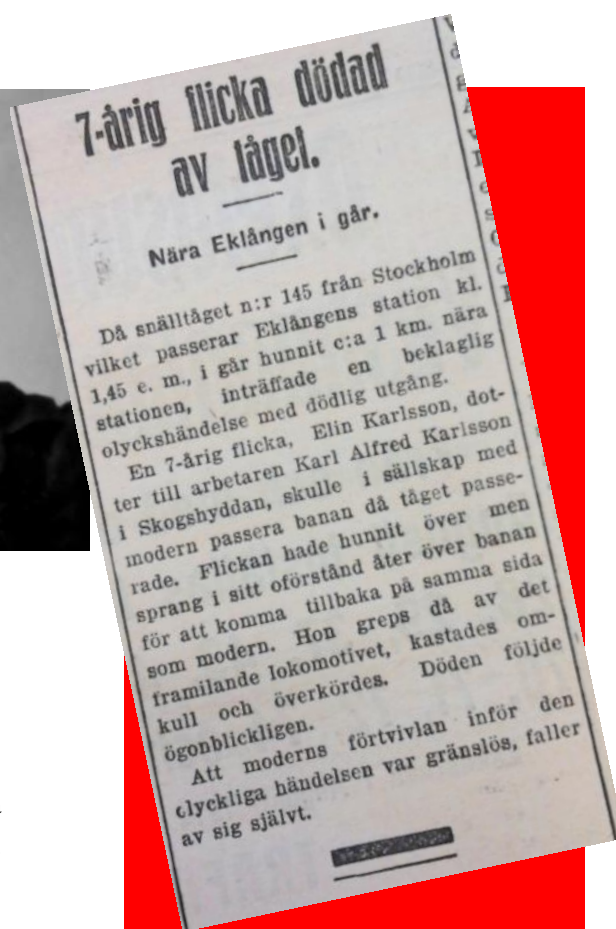 7-årig flicka dödad
av tåget.
Nära Eklången i går.
Då snälltåget n:r 145 från Stockholm
vilket passerar Eklångens station kl.
1,45 e. m., i går hunnit c:a 1 km. nära
stationen, inträffade en beklaglig
olyckshändelse med dödlig utgång.
En 7-årig flicka, Elin Karlsson, dot-
ter till arbetaren Karl Alfred Karlsson
i Skogshyddan, skulle i sällskap med
modern passera banan då tåget passe-
rade. Flickan hade hunnit över men
sprang i sitt oförstånd åter över banan
för att komma tillbaka på samma sida
som modern. Hon greps då av det
framilande lokomotivet, kastades om-
kull och överkördes. Döden följde
ögonblickligen.
Att moderns förtvivlan inför den
olyckliga händelsen var gränslös, faller
av sig självt.